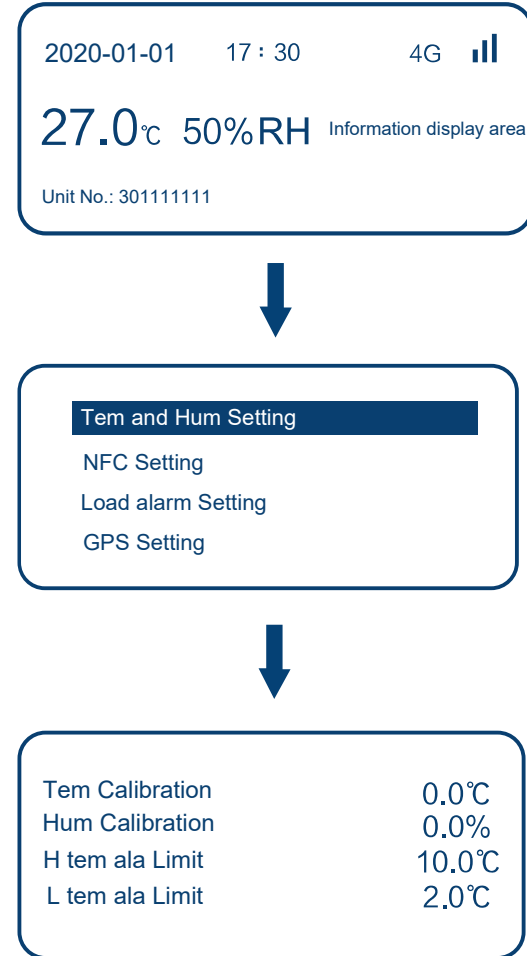 2020-01-01 17：30 4G
27.0℃ 50%RH Information display area
Unit No.: 301111111
Tem and Hum Setting
NFC Setting
Load alarm Setting
GPS Setting
Tem Calibration 0.0℃
Hum Calibration 0.0%
H tem ala Limit 10.0℃
L tem ala Limit 2.0℃